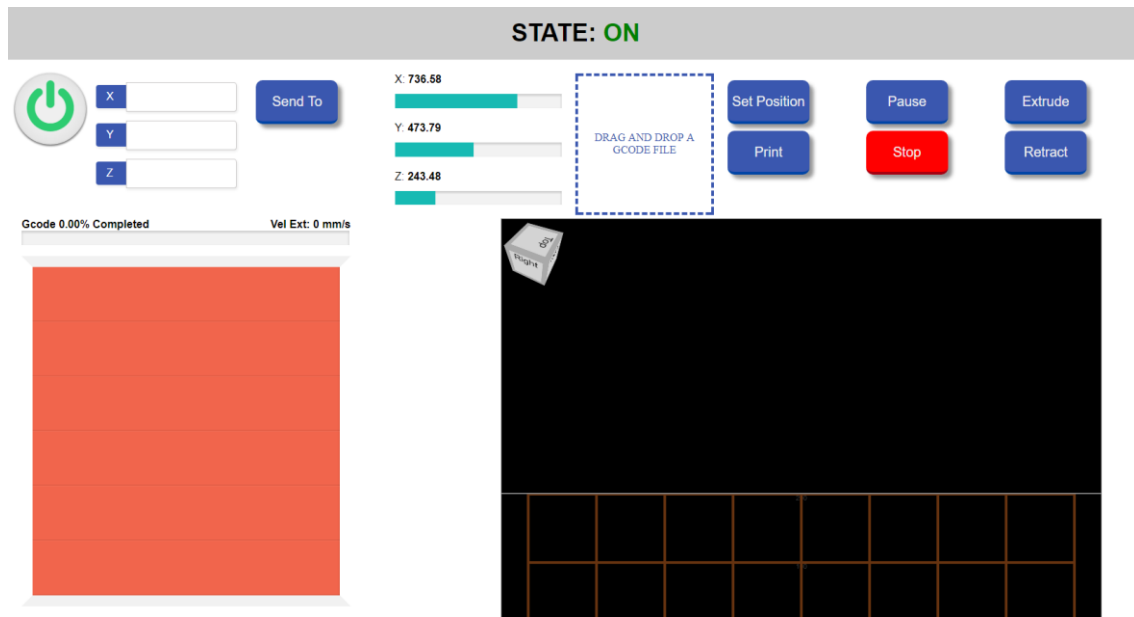 STATE: ON
X
Y
Z
Send To
X: 736.58
Y: 473.79
Z: 243.48
DRAG AND DROP A
GCODE FILE
Set Position
Print
Pause
Stop
Extrude
Retract
Gcode 0.00% Completed
Vel Ext: 0 mm/s
Top
Right